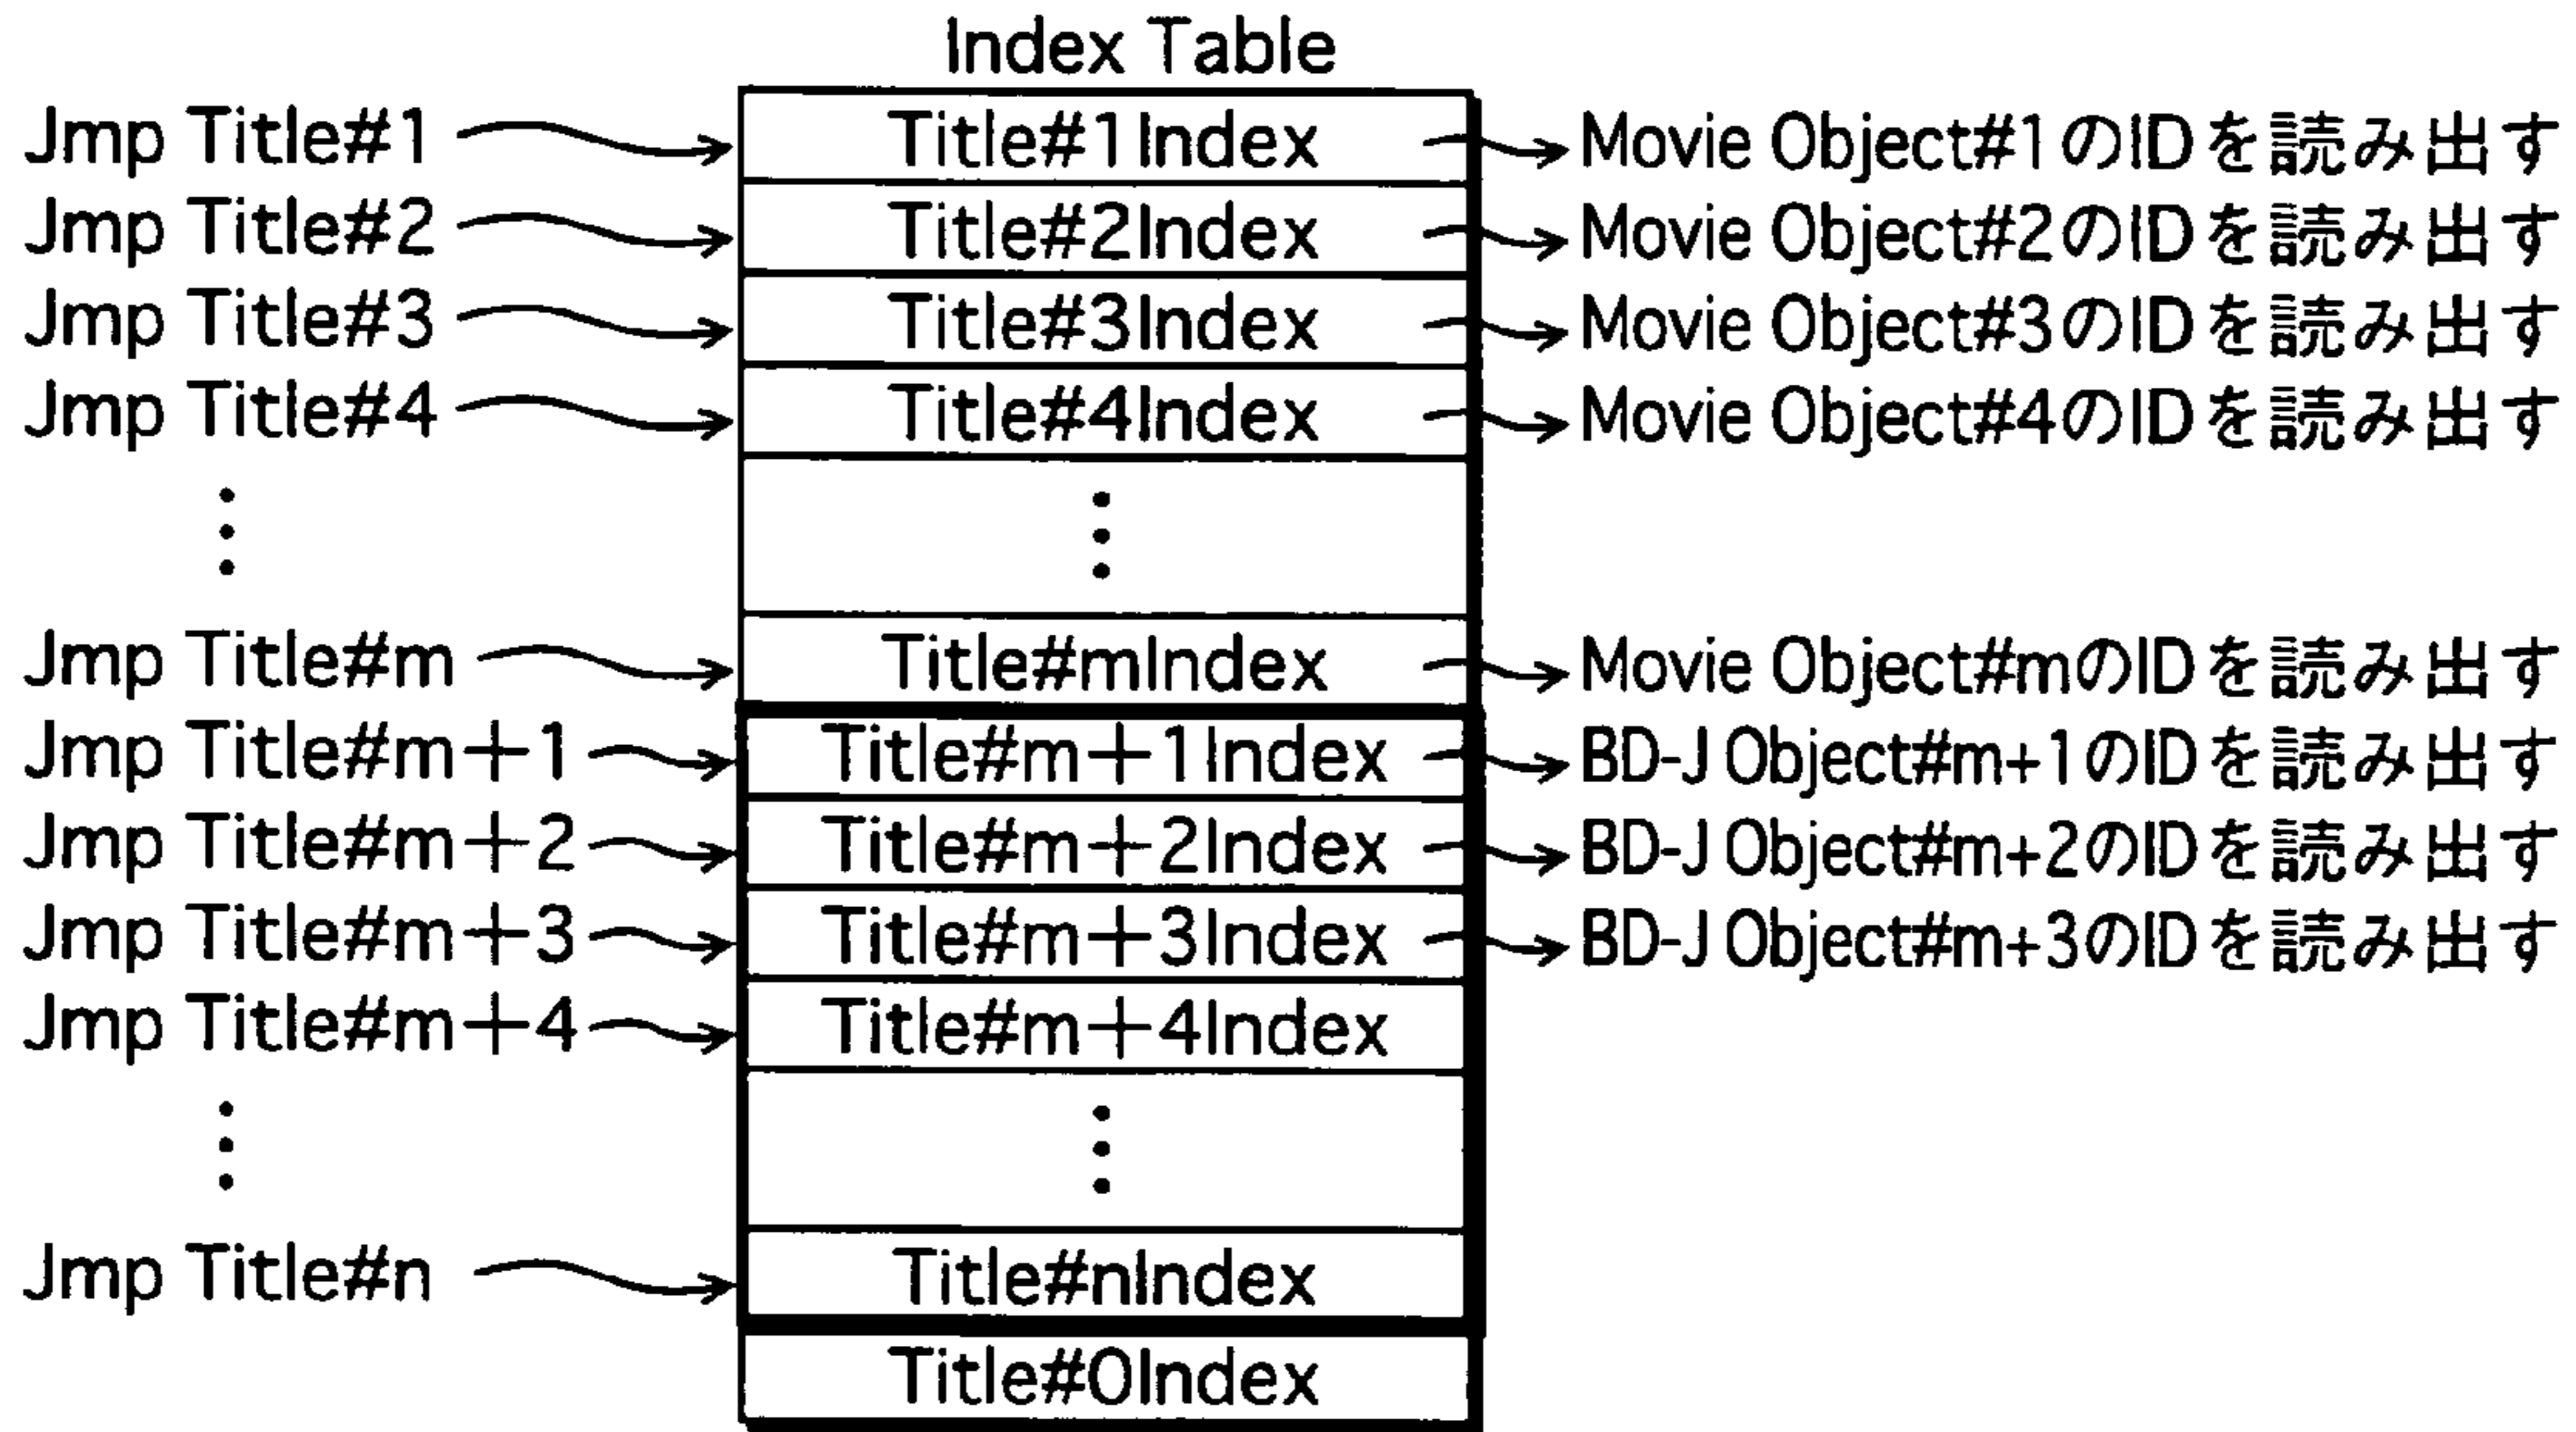 Index Table
Jmp Title#1 Title#1Index Movie Object#1のIDを読み出す
Jmp Title#2 Title#2Index Movie Object#2のIDを読み出す
Jmp Title#3 Title#3Index Movie Object#3のIDを読み出す
Jmp Title#4 Title#4Index Movie Object#4のIDを読み出す
Jmp Title#m Title#mIndex Movie Object#mのIDを読み出す
Jmp Title#m+1 Title#m+1Index BD-J Object#m+1のIDを読み出す
Jmp Title#m+2 Title#m+2Index BD-J Object#m+2のIDを読み出す
Jmp Title#m+3 Title#m+3Index BD-J Object#m+3のIDを読み出す
Jmp Title#m+4 Title#m+4Index
Jmp Title#n Title#nIndex
Title#0Index